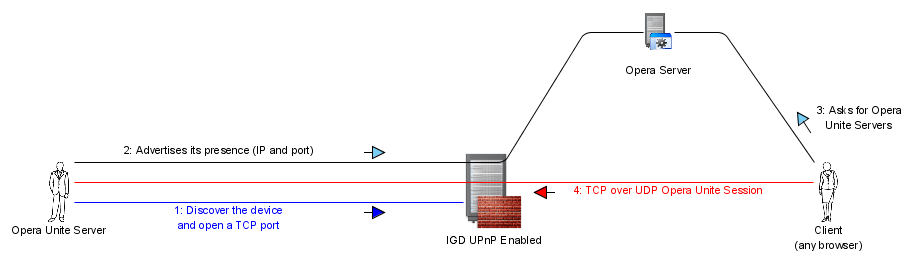 Opera Server
3: Asks for Opera
Unite Servers
2: Advertises its presence (IP and port)
4: TCP over UDP Opera Unite Session
1: Discover the device
and open a TCP port
Opera Unite Server
IGD UPnP Enabled
Client
(any browser)